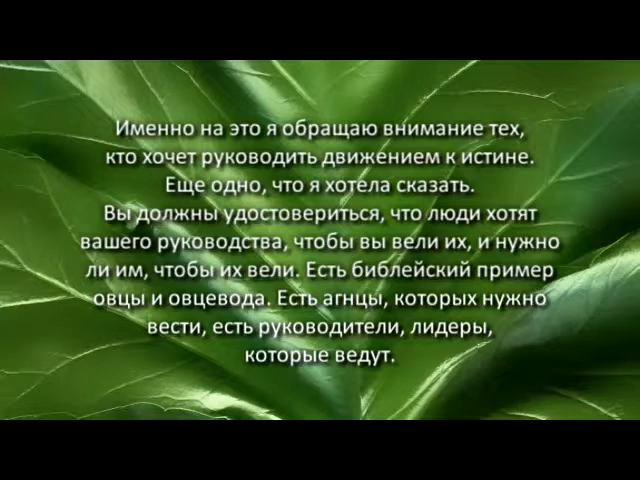 Именно на это я обращаю внимание тех,
кто хочет руководить движением к истине.
Еще одно, что я хотела сказать.
Вы должны удостовериться, что люди хотят
вашего руководства, чтобы вы вели их, и нужно
ли им, чтобы их вели. Есть библейский пример
овцы и овцевода. Есть агнцы, которых нужно
вести, есть руководители, лидеры,
которые ведут.